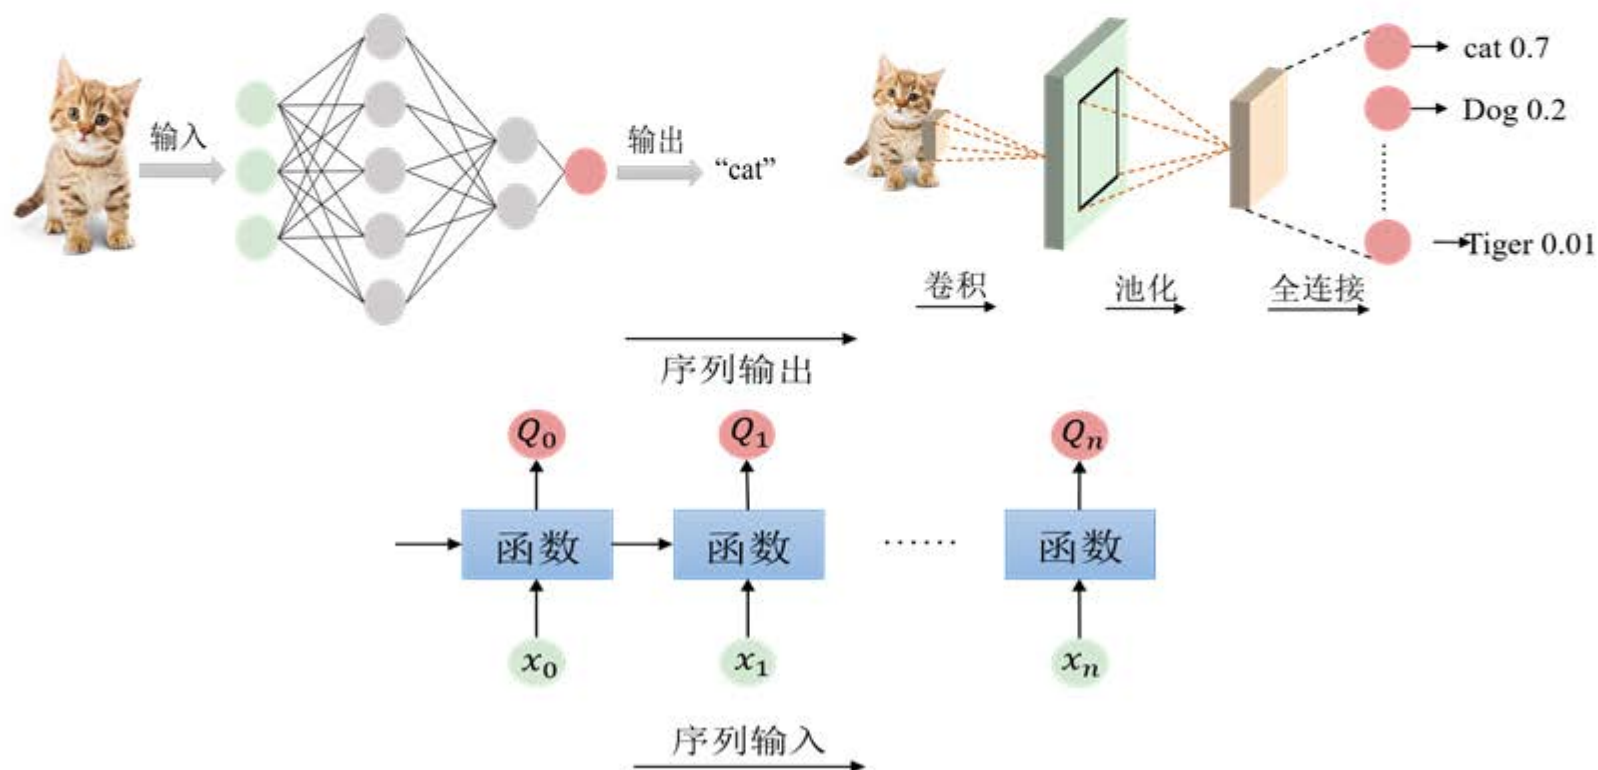 输入
输出
“cat”
cat 0.7
Dog 0.2
Tiger 0.01
卷积
池化
全连接
序列输出
Q0
Q1
Qn
函数
函数
······
函数
x0
x1
xn
序列输入